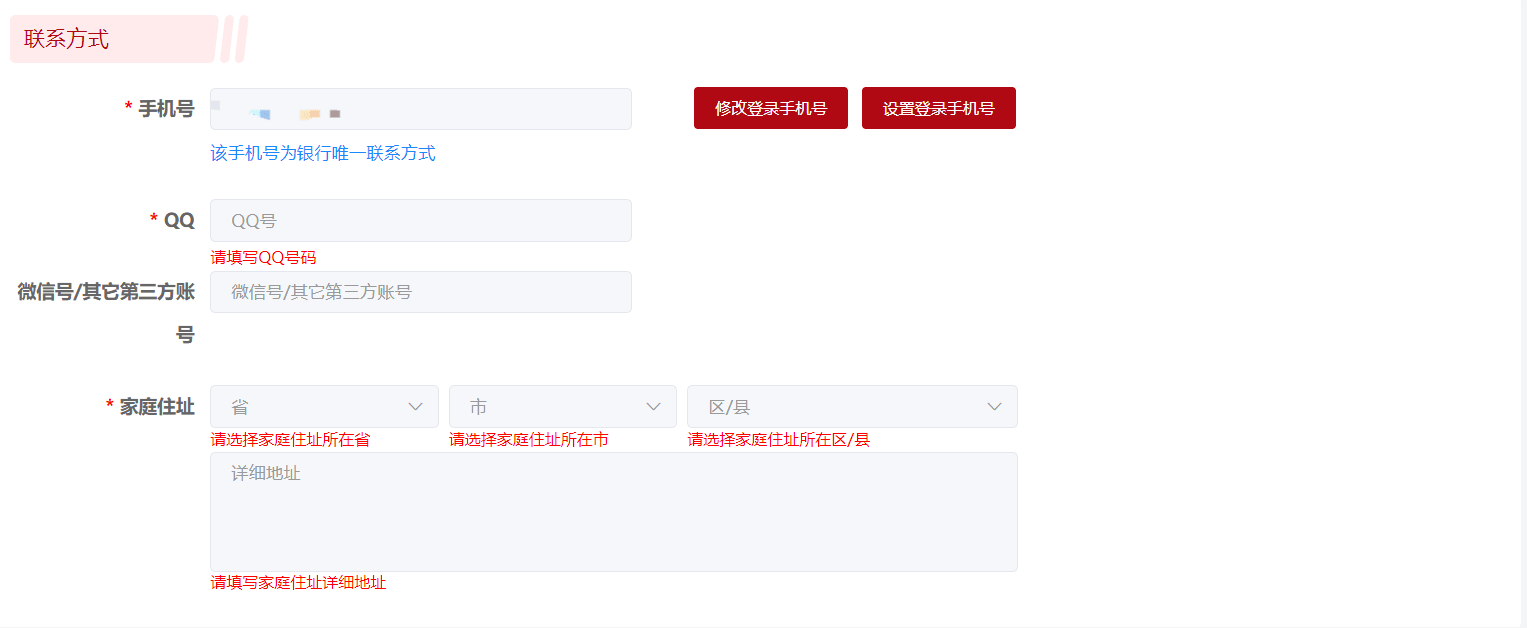 联系方式
* 手机号
修改登录手机号
设置登录手机号
该手机号为银行唯一联系方式
* QQ
QQ号
请填写QQ号码
微信号/其它第三方账
号
微信号/其它第三方账号
* 家庭住址
省
市
区/县
请选择家庭住址所在省
请选择家庭住址所在市
请选择家庭住址所在区/县
详细地址
请填写家庭住址详细地址